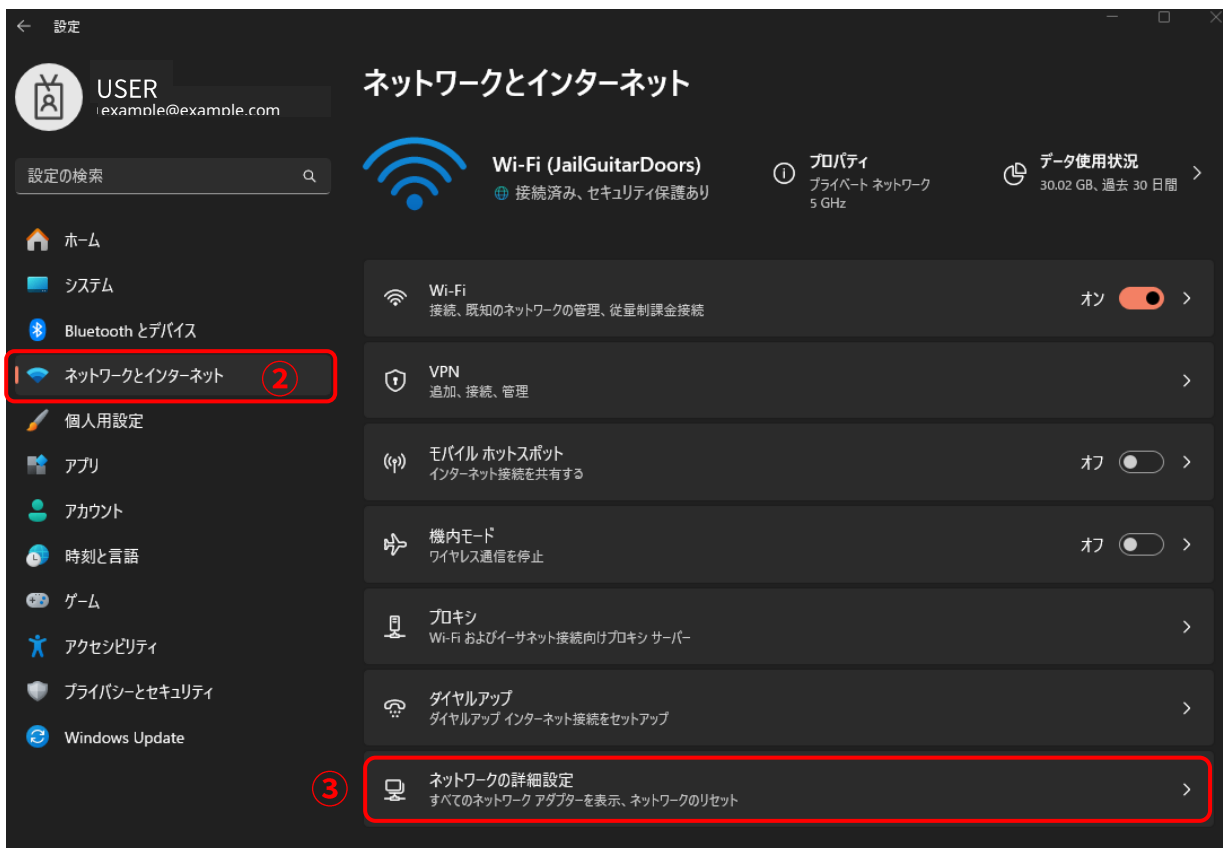 設定
USER
example@example.com
設定の検索
ホーム
システム
Bluetooth とデバイス
ネットワークとインターネット ②
個人用設定
アプリ
アカウント
時刻と言語
ゲーム
アクセシビリティ
プライバシーとセキュリティ
Windows Update
ネットワークとインターネット
Wi-Fi (JailGuitarDoors)
接続済み、セキュリティ保護あり
プロパティ
プライベート ネットワーク
5 GHz
データ使用状況
30.02 GB、過去 30 日間
Wi-Fi
接続、既知のネットワークの管理、従量制課金接続
オン
VPN
追加、接続、管理
モバイル ホットスポット
インターネット接続を共有する
オフ
機内モード
ワイヤレス通信を停止
オフ
プロキシ
Wi-Fi およびイーサネット接続向けプロキシ サーバー
ダイヤルアップ
ダイヤルアップ インターネット接続をセットアップ
③
ネットワークの詳細設定
すべてのネットワーク アダプターを表示、ネットワークのリセット